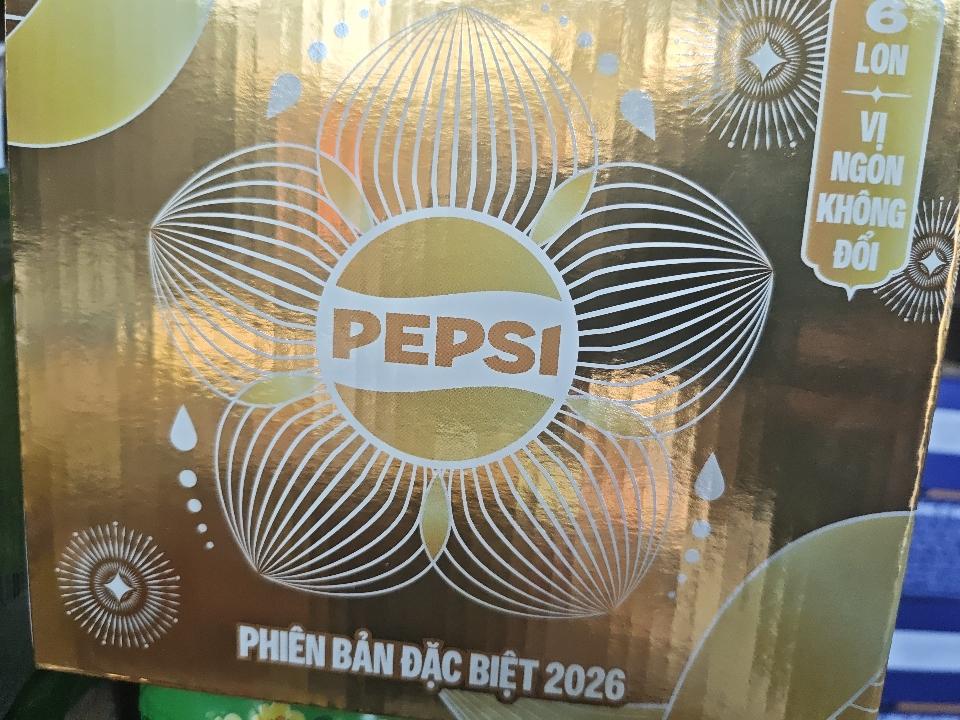 6
LON
VỊ
NGON
KHÔNG
ĐỔI
PEPSI
PHIÊN BẢN ĐẶC BIỆT 2026